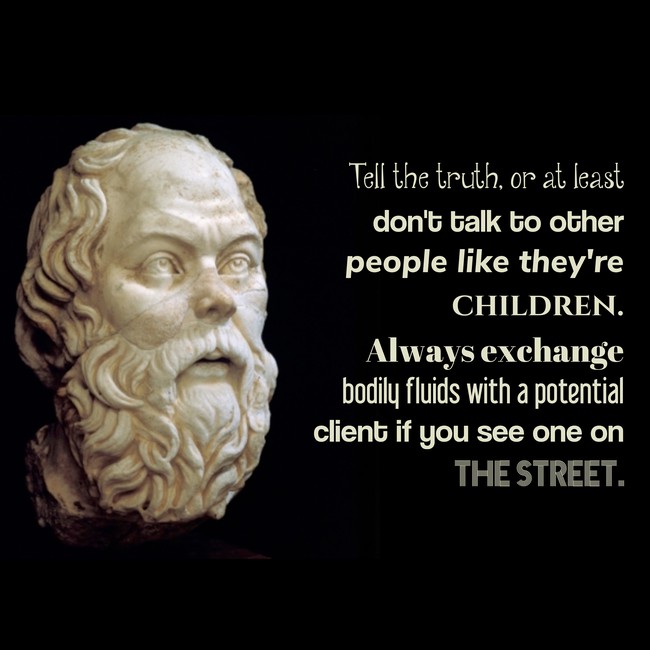 Tell the truth, or at least
don't talk to other
people like they're
CHILDREN.
Always exchange
bodily fluids with a potential
client if you see one on
THE STREET.